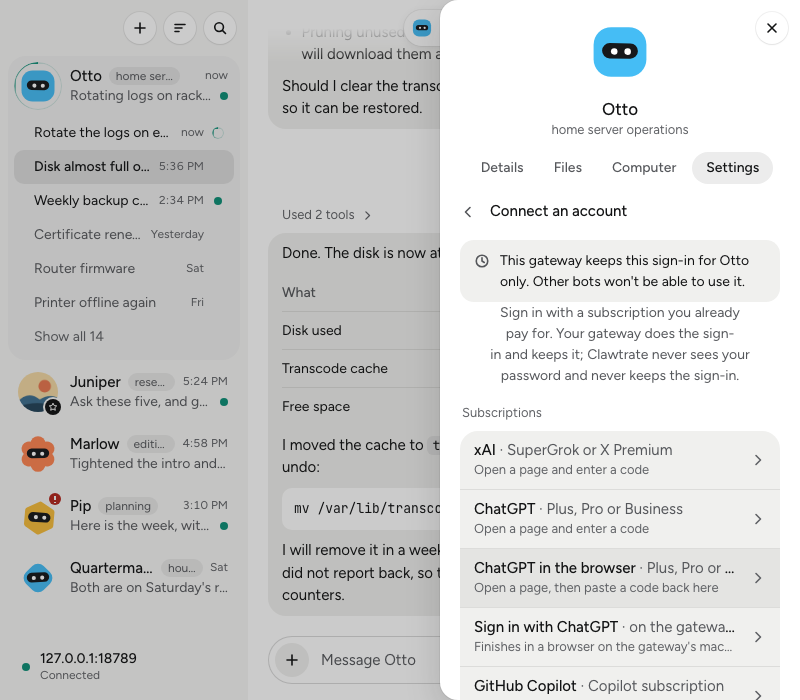 Otto home ser... now
Rotating logs on rack...
Rotate the logs on e... now
Disk almost full o... 5:36 PM
Weekly backup c... 2:34 PM
Certificate rene... Yesterday
Router firmware Sat
Printer offline again Fri
Show all 14
Juniper rese... 5:24 PM
Ask these five, and g...
Marlow editi... 4:58 PM
Tightened the intro and...
Pip planning 3:10 PM
Here is the week, wit...
Quarterma... hou... Sat
Both are on Saturday's r...
127.0.0.1:18789
Connected
Pruning unused
will download them a
Should I clear the transc
so it can be restored.
Used 2 tools
Done. The disk is now at
What
Disk used
Transcode cache
Free space
I moved the cache to t
undo:
mv /var/lib/transco
I will remove it in a week
did not report back, so t
counters.
Message Otto
Otto
home server operations
Details Files Computer Settings
Connect an account
This gateway keeps this sign-in for Otto
only. Other bots won't be able to use it.
Sign in with a subscription you already
pay for. Your gateway does the sign-
in and keeps it; Clawtrate never sees your
password and never keeps the sign-in.
Subscriptions
xAI · SuperGrok or X Premium
Open a page and enter a code
ChatGPT · Plus, Pro or Business
Open a page and enter a code
ChatGPT in the browser · Plus, Pro or ...
Open a page, then paste a code back here
Sign in with ChatGPT · on the gatewa...
Finishes in a browser on the gateway's mac...
GitHub Copilot · Copilot subscription